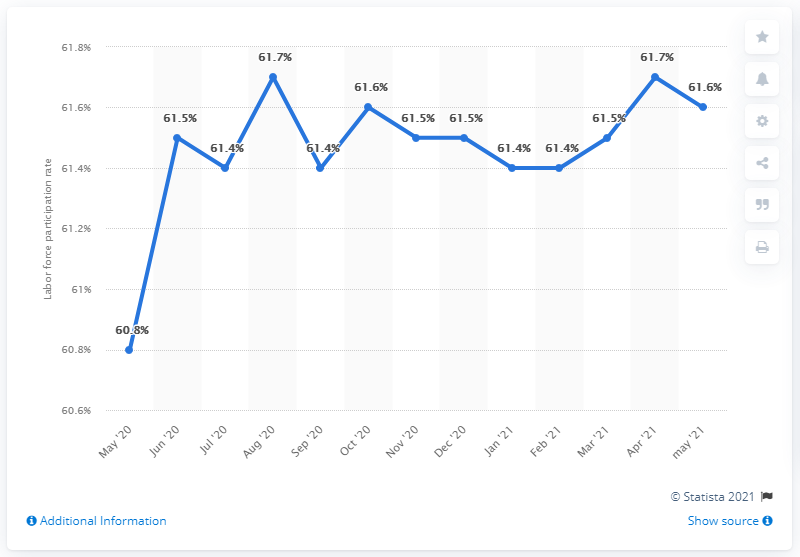 61.8%
61.6%
61.4%
61.2%
61%
60.8%
60.6%
Labor force participation rate
60.8%
61.5%
61.4%
61.7%
61.4%
61.6%
61.5%
61.5%
61.4%
61.4%
61.5%
61.7%
61.6%
May '20
Jun '20
Jul '20
Aug '20
Sep '20
Oct '20
Nov '20
Dec '20
Jan '21
Feb '21
Mar '21
Apr '21
may '21
© Statista 2021
Additional Information
Show source